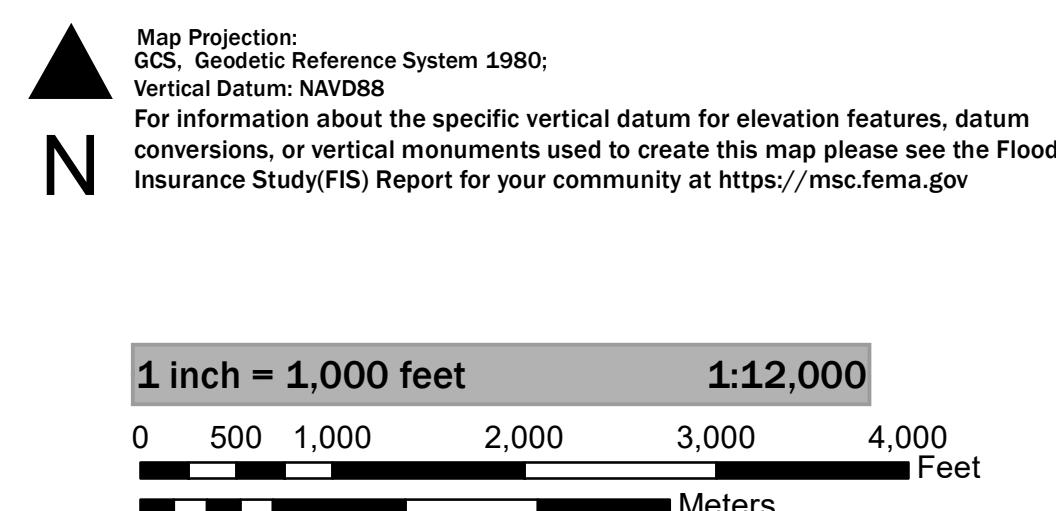 Map Projection:
GCS, Geodetic Reference System 1980;
Vertical Datum: NAVD88
For information about the specific vertical datum for elevation features, datum
conversions, or vertical monuments used to create this map please see the Flood
Insurance Study(FIS) Report for your community at https://msc.fema.gov
N
1 inch = 1,000 feet 1:12,000
0 500 1,000 2,000 3,000 4,000
Feet
Meters